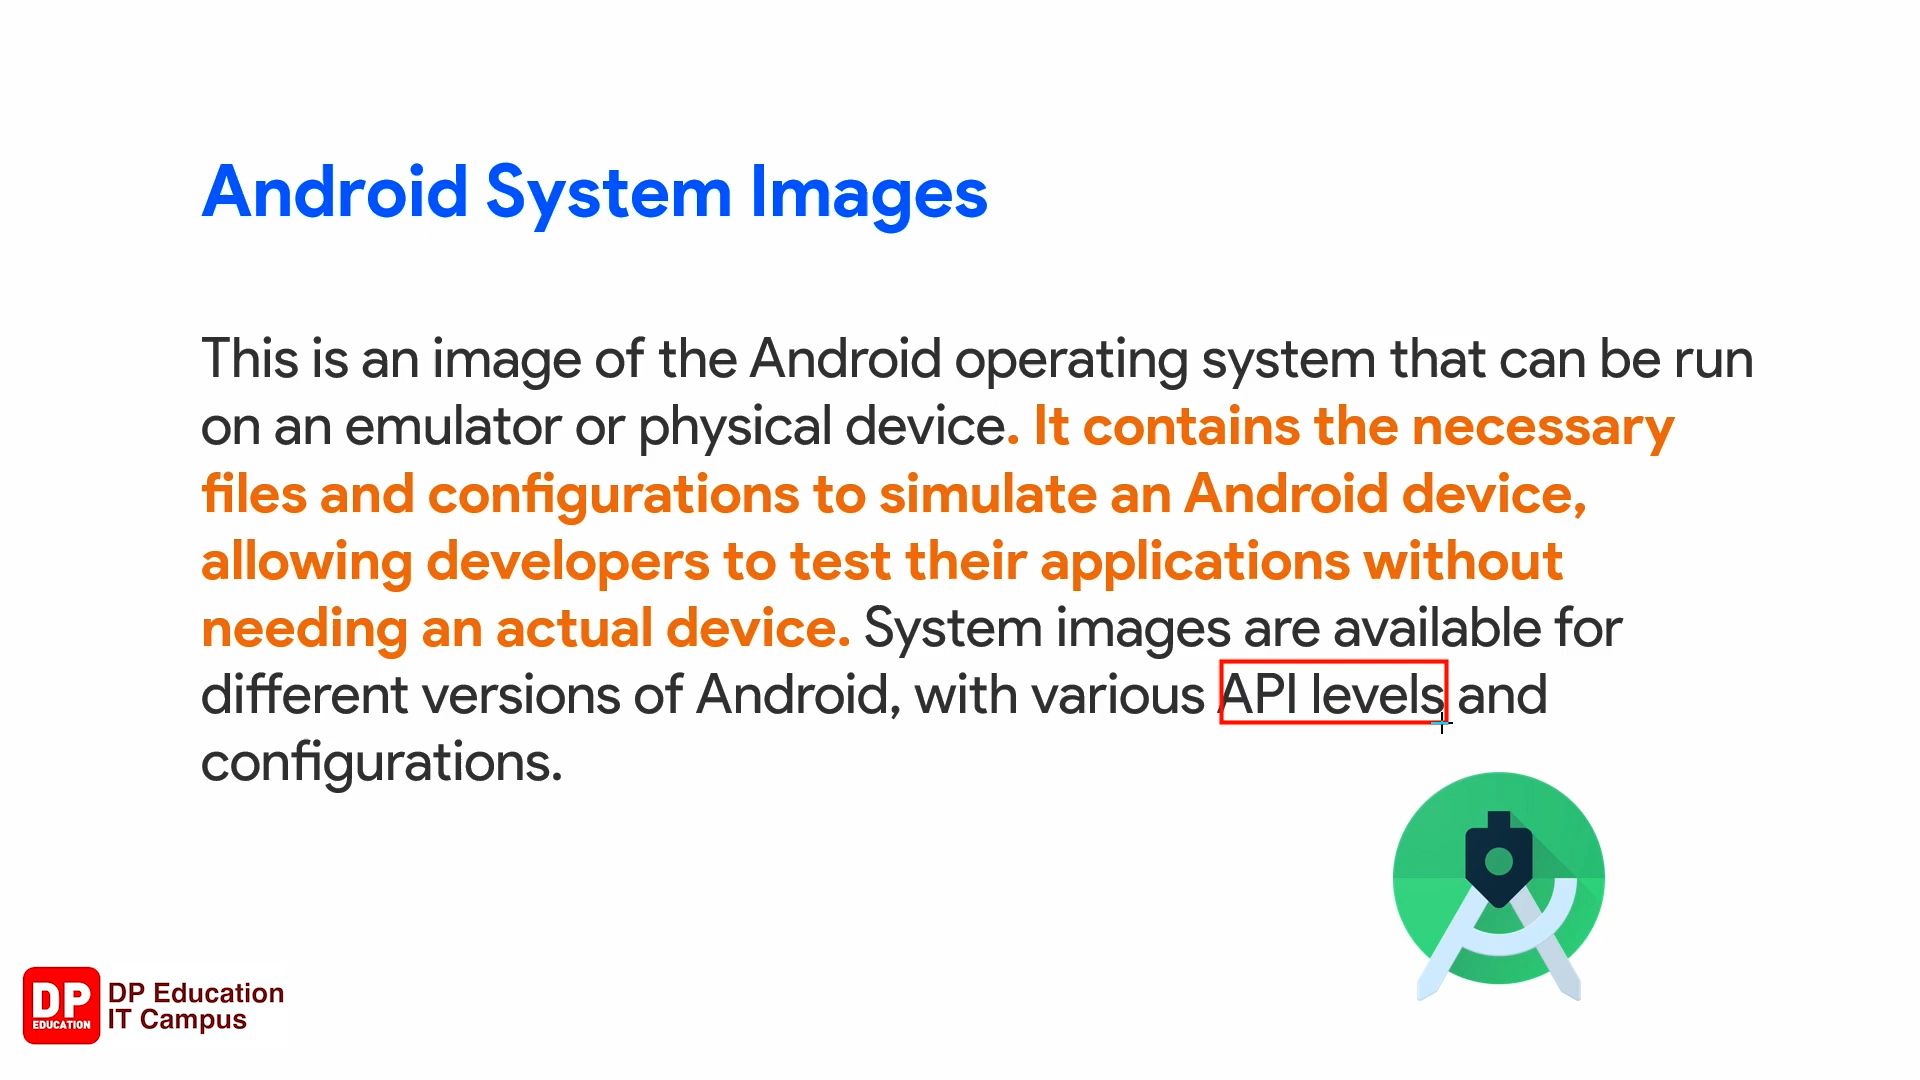 Android System Images
This is an image of the Android operating system that can be run
on an emulator or physical device. It contains the necessary
files and configurations to simulate an Android device,
allowing developers to test their applications without
needing an actual device. System images are available for
different versions of Android, with various API levels and
configurations.
DP
EDUCATION
DP Education
IT Campus